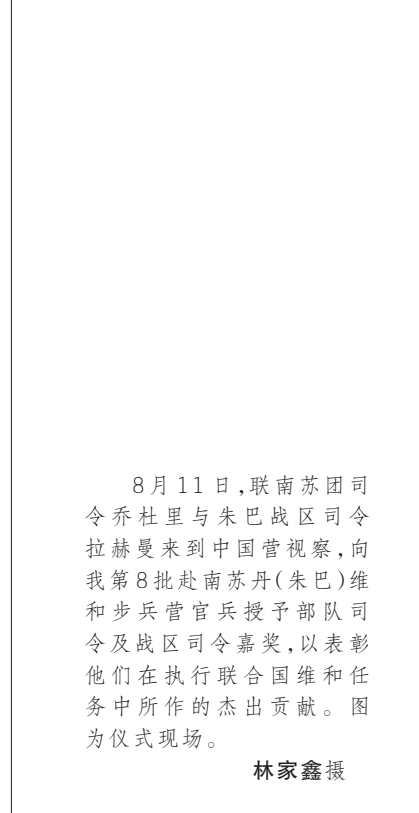 8月11日,联南苏团司
令乔杜里与朱巴战区司令
拉赫曼来到中国营视察,向
我第8批赴南苏丹(朱巴)维
和步兵营官兵授予部队司
令及战区司令嘉奖,以表彰
他们在执行联合国维和任
务中所作的杰出贡献。图
为仪式现场。
林家鑫摄